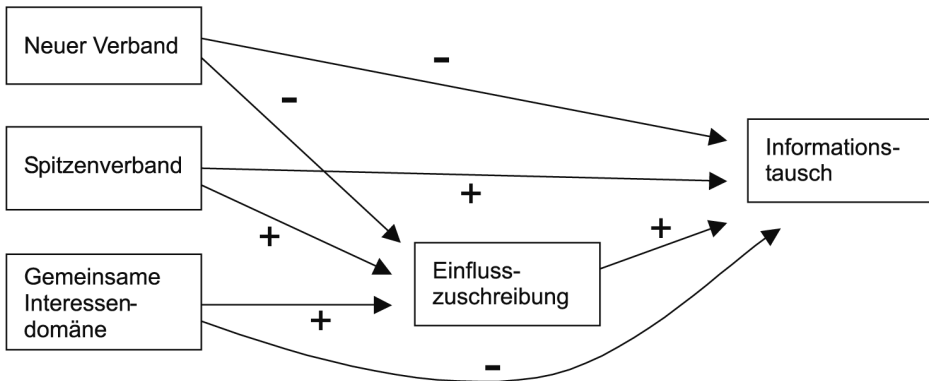 Neuer Verband
-
-
Spitzenverband
Informations-
tausch
+
+
+
Gemeinsame
Interessen-
domäne
Einfluss-
zuschreibung
+
-